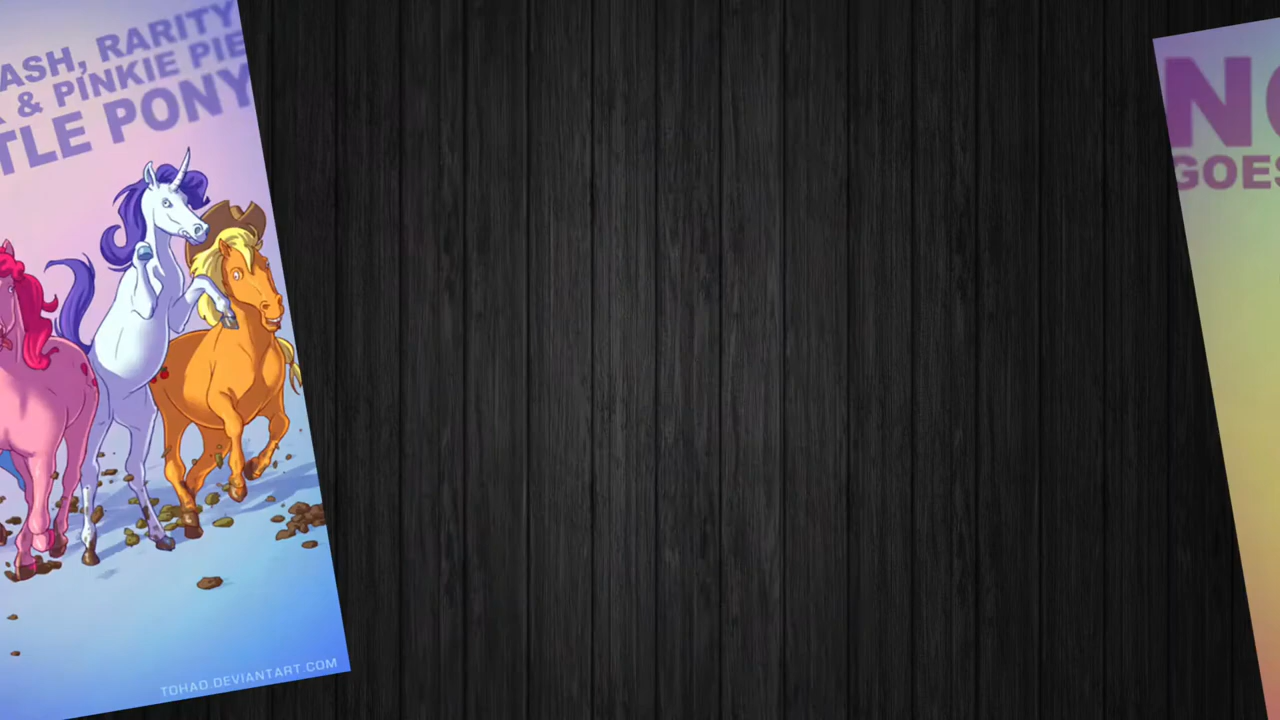 ASH, RARITY
& PINKIE PIE
TLE PONY
TOHAD.DEVIANTART.COM
GOES